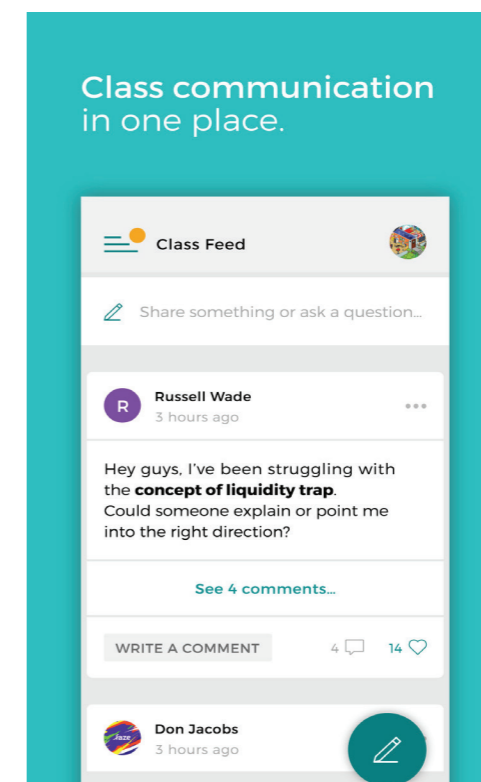 Class communication
in one place.
Class Feed
Share something or ask a question...
R
Russell Wade
3 hours ago
Hey guys, I've been struggling with
the concept of liquidity trap.
Could someone explain or point me
into the right direction?
See 4 comments...
WRITE A COMMENT 4 14
Don Jacobs
3 hours ago